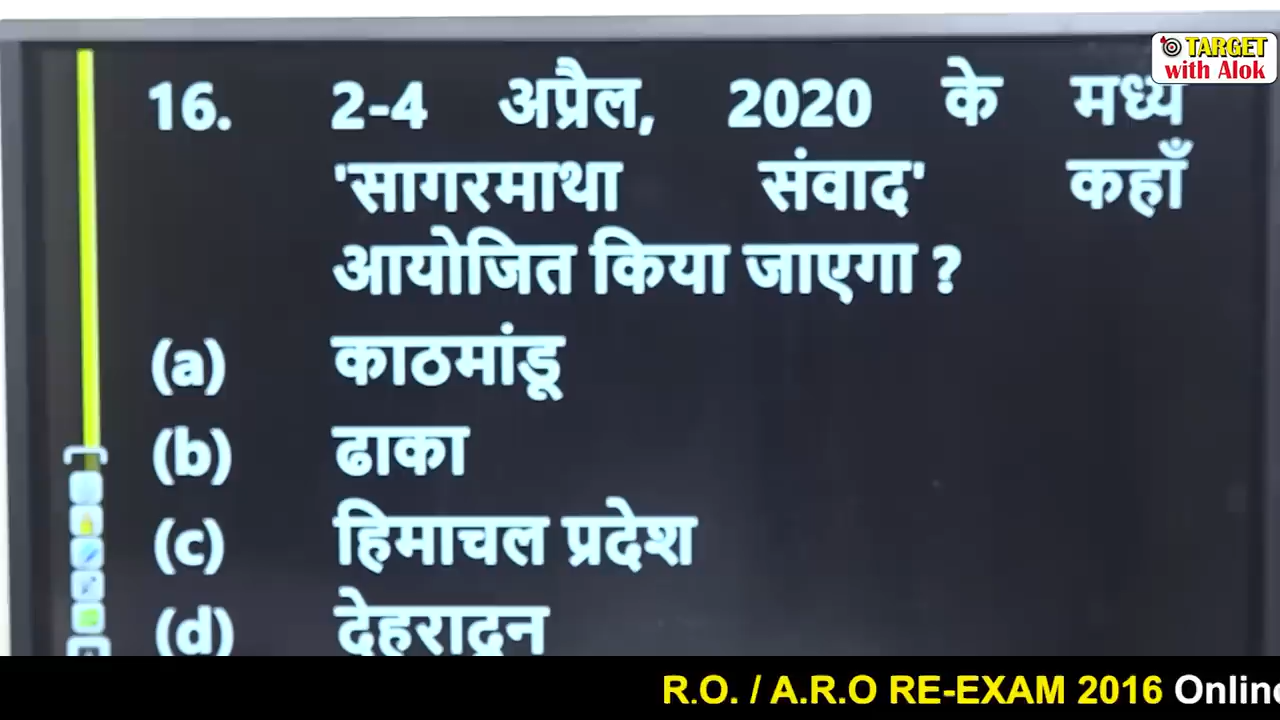 TARGET
with Alok
16. 2-4 अप्रैल, 2020 के मध्य
'सागरमाथा संवाद' कहाँ
आयोजित किया जाएगा ?
(a) काठमांडू
(b) ढाका
(c) हिमाचल प्रदेश
(d) देहरादून
R.O. / A.R.O RE-EXAM 2016 Online